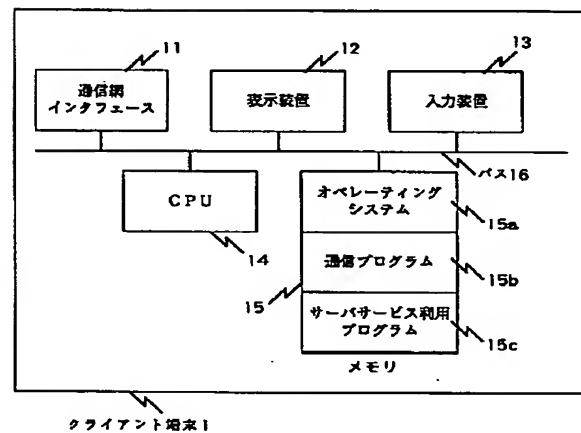 11
12
13
通信網
インタフェース
表示装置
入力装置
バス16
CPU
14
オペレーティング
システム
15a
通信プログラム
15b
15
サーバサービス利用
プログラム
15c
メモリ
クライアント端末1